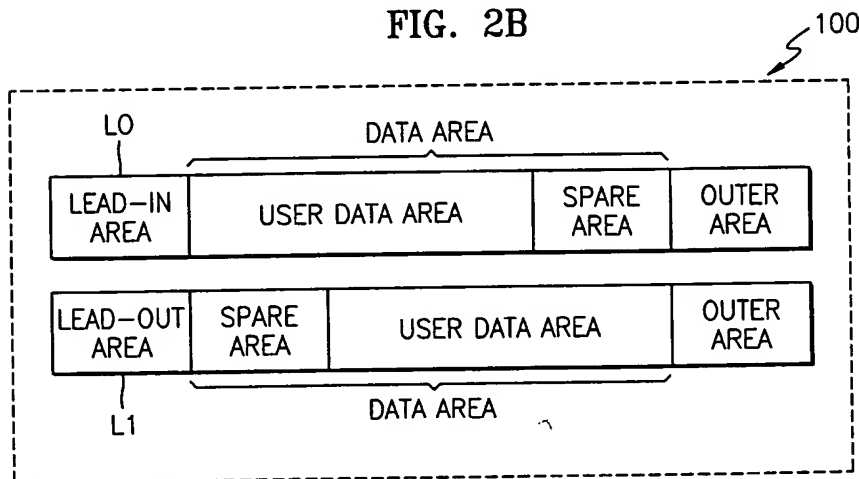 FIG. 2B
100
L0
DATA AREA
LEAD-IN AREA
USER DATA AREA
SPARE AREA
OUTER AREA
LEAD-OUT AREA
SPARE AREA
USER DATA AREA
OUTER AREA
L1
DATA AREA